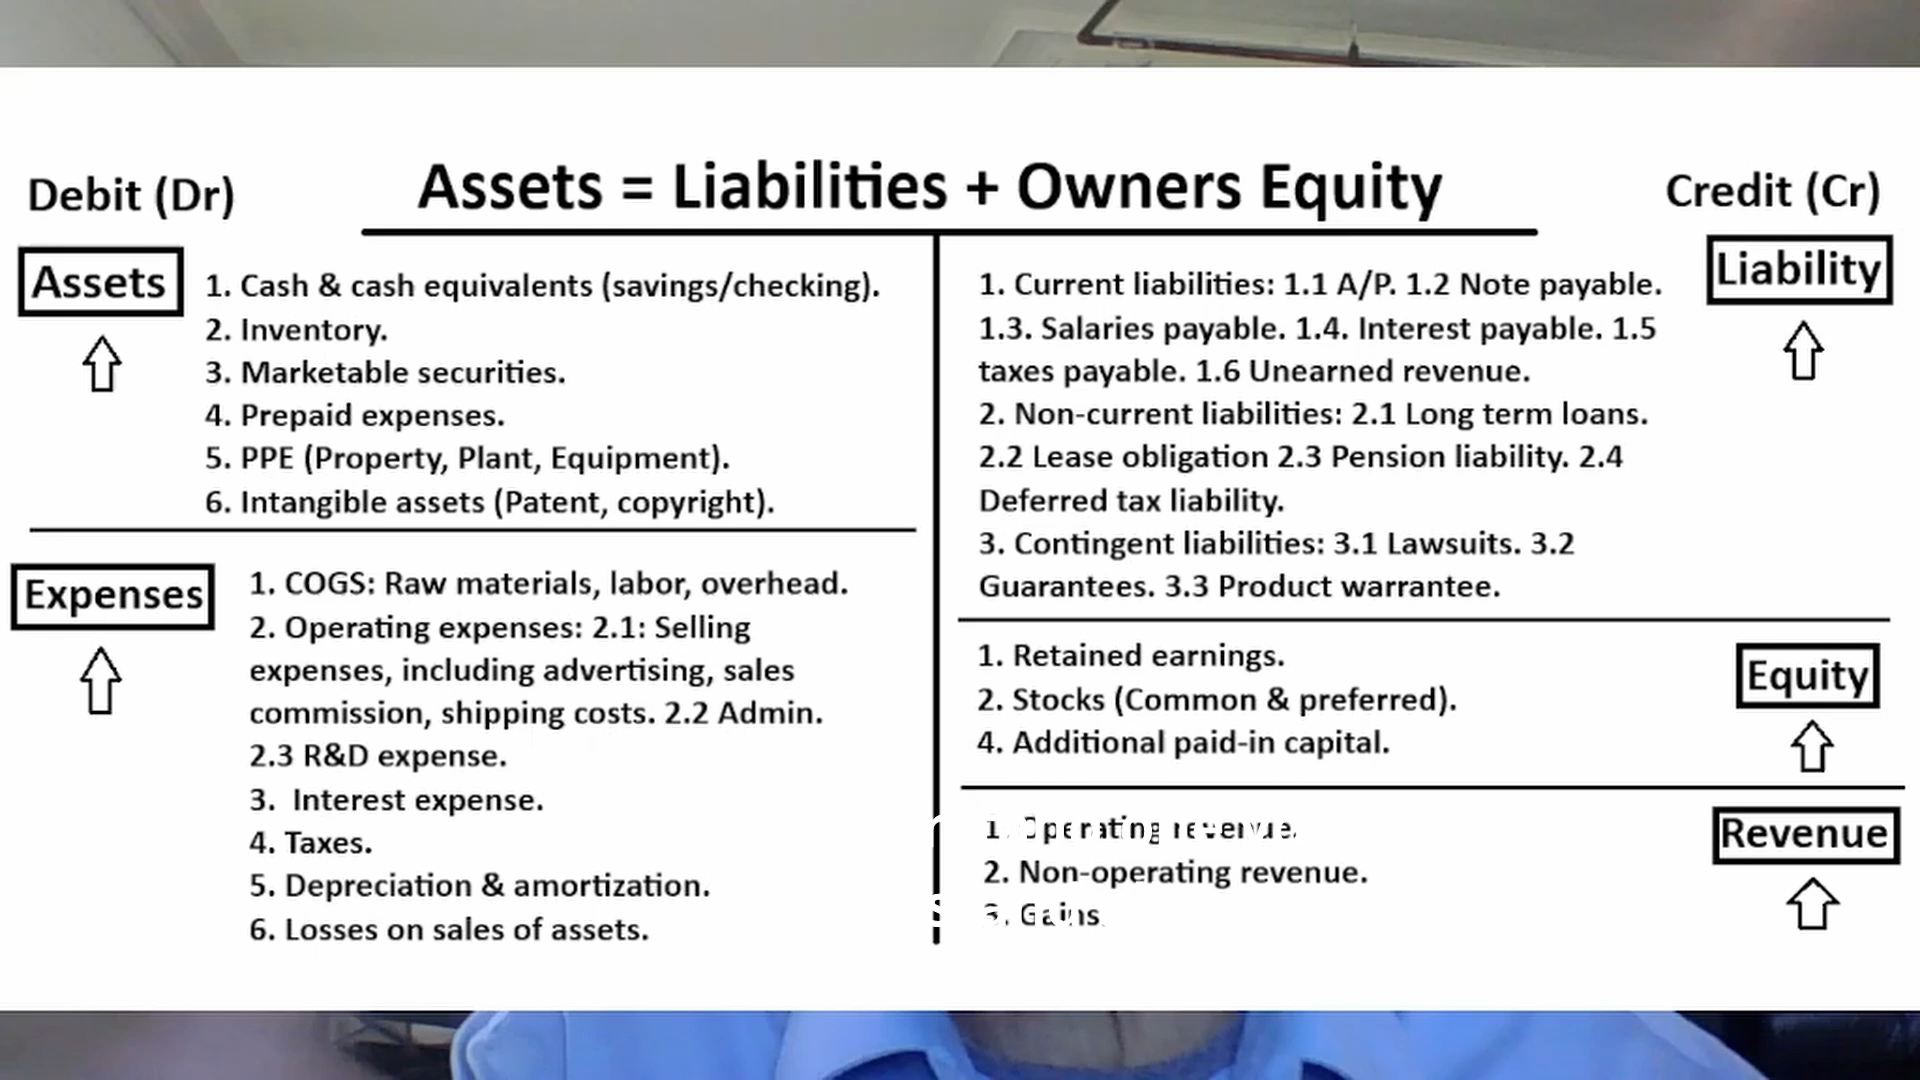 Debit (Dr)
Assets = Liabilities + Owners Equity
Credit (Cr)
Assets
1. Cash & cash equivalents (savings/checking).
2. Inventory.
3. Marketable securities.
4. Prepaid expenses.
5. PPE (Property, Plant, Equipment).
6. Intangible assets (Patent, copyright).
Expenses
1. COGS: Raw materials, labor, overhead.
2. Operating expenses: 2.1: Selling
expenses, including advertising, sales
commission, shipping costs. 2.2 Admin.
2.3 R&D expense.
3.  Interest expense.
4. Taxes.
5. Depreciation & amortization.
6. Losses on sales of assets.
Liability
1. Current liabilities: 1.1 A/P. 1.2 Note payable.
1.3. Salaries payable. 1.4. Interest payable. 1.5
taxes payable. 1.6 Unearned revenue.
2. Non-current liabilities: 2.1 Long term loans.
2.2 Lease obligation 2.3 Pension liability. 2.4
Deferred tax liability.
3. Contingent liabilities: 3.1 Lawsuits. 3.2
Guarantees. 3.3 Product warrantee.
Equity
1. Retained earnings.
2. Stocks (Common & preferred).
4. Additional paid-in capital.
Revenue
1. Operating revenue.
2. Non-operating revenue.
3. Gains